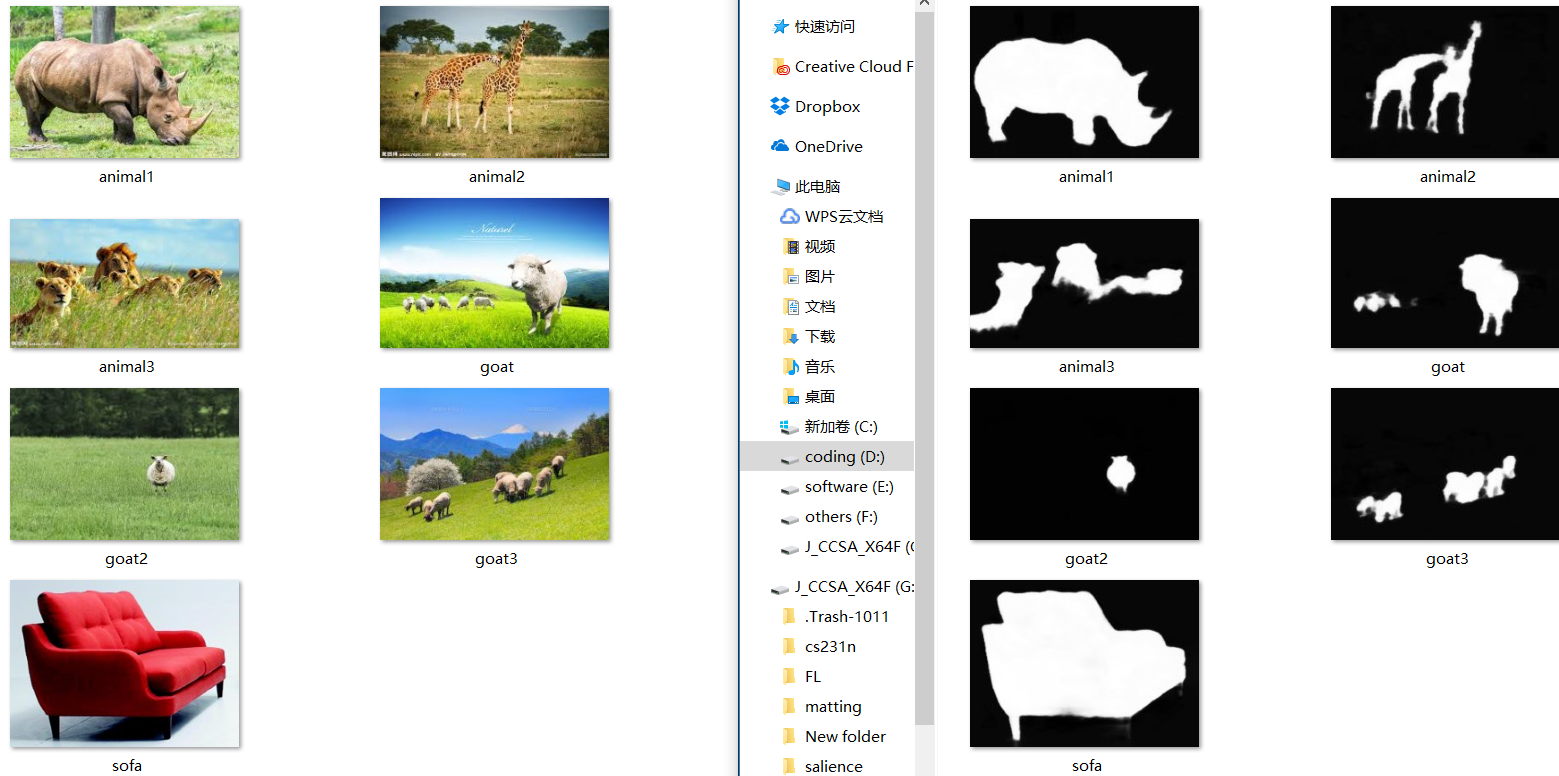 animal1
animal2
Naturel
animal3
goat
goat2
goat3
sofa
快速访问
Creative Cloud F
Dropbox
OneDrive
此电脑
WPS云文档
视频
图片
文档
下载
音乐
桌面
新加卷 (C:)
coding (D:)
software (E:)
others (F:)
J_CCSA_X64F (
J_CCSA_X64F (G:
.Trash-1011
cs231n
FL
matting
New folder
salience
animal1
animal2
animal3
goat
goat2
goat3
sofa